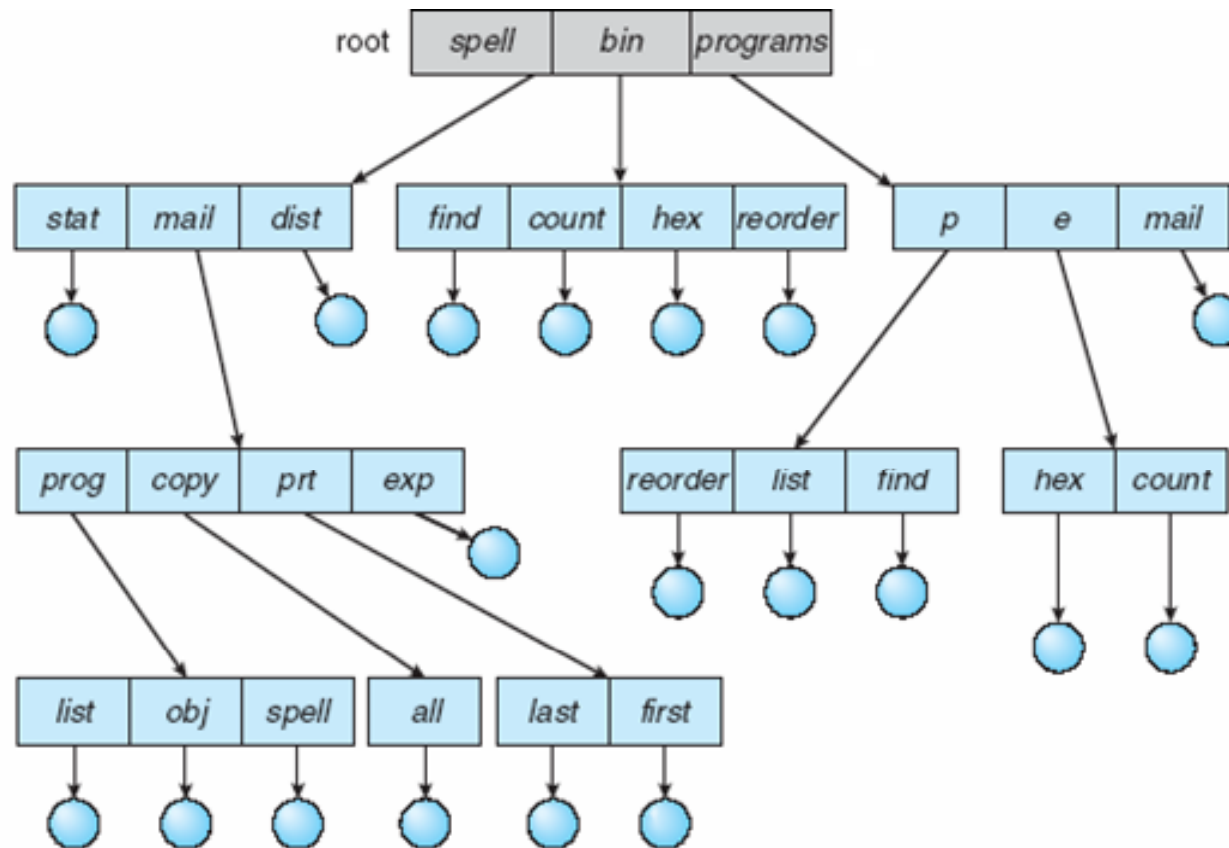 root spell bin programs
stat mail dist find count hex reorder p e mail
prog copy prt exp reorder list find hex count
list obj spell all last first